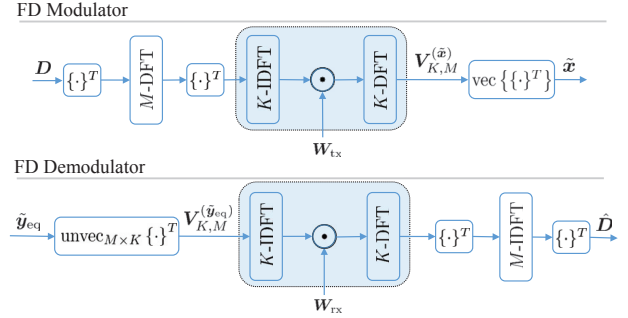 FD Modulator
D {·}^T M-DFT {·}^T K-IDFT ⊙ K-DFT V_{K,M}^{(x̃)} vec {{·}^T} x̃
W_tx
FD Demodulator
ỹ_eq unvec_{M×K} {·}^T V_{K,M}^{(ỹ_eq)} K-IDFT ⊙ K-DFT {·}^T M-IDFT {·}^T D̂
W_rx